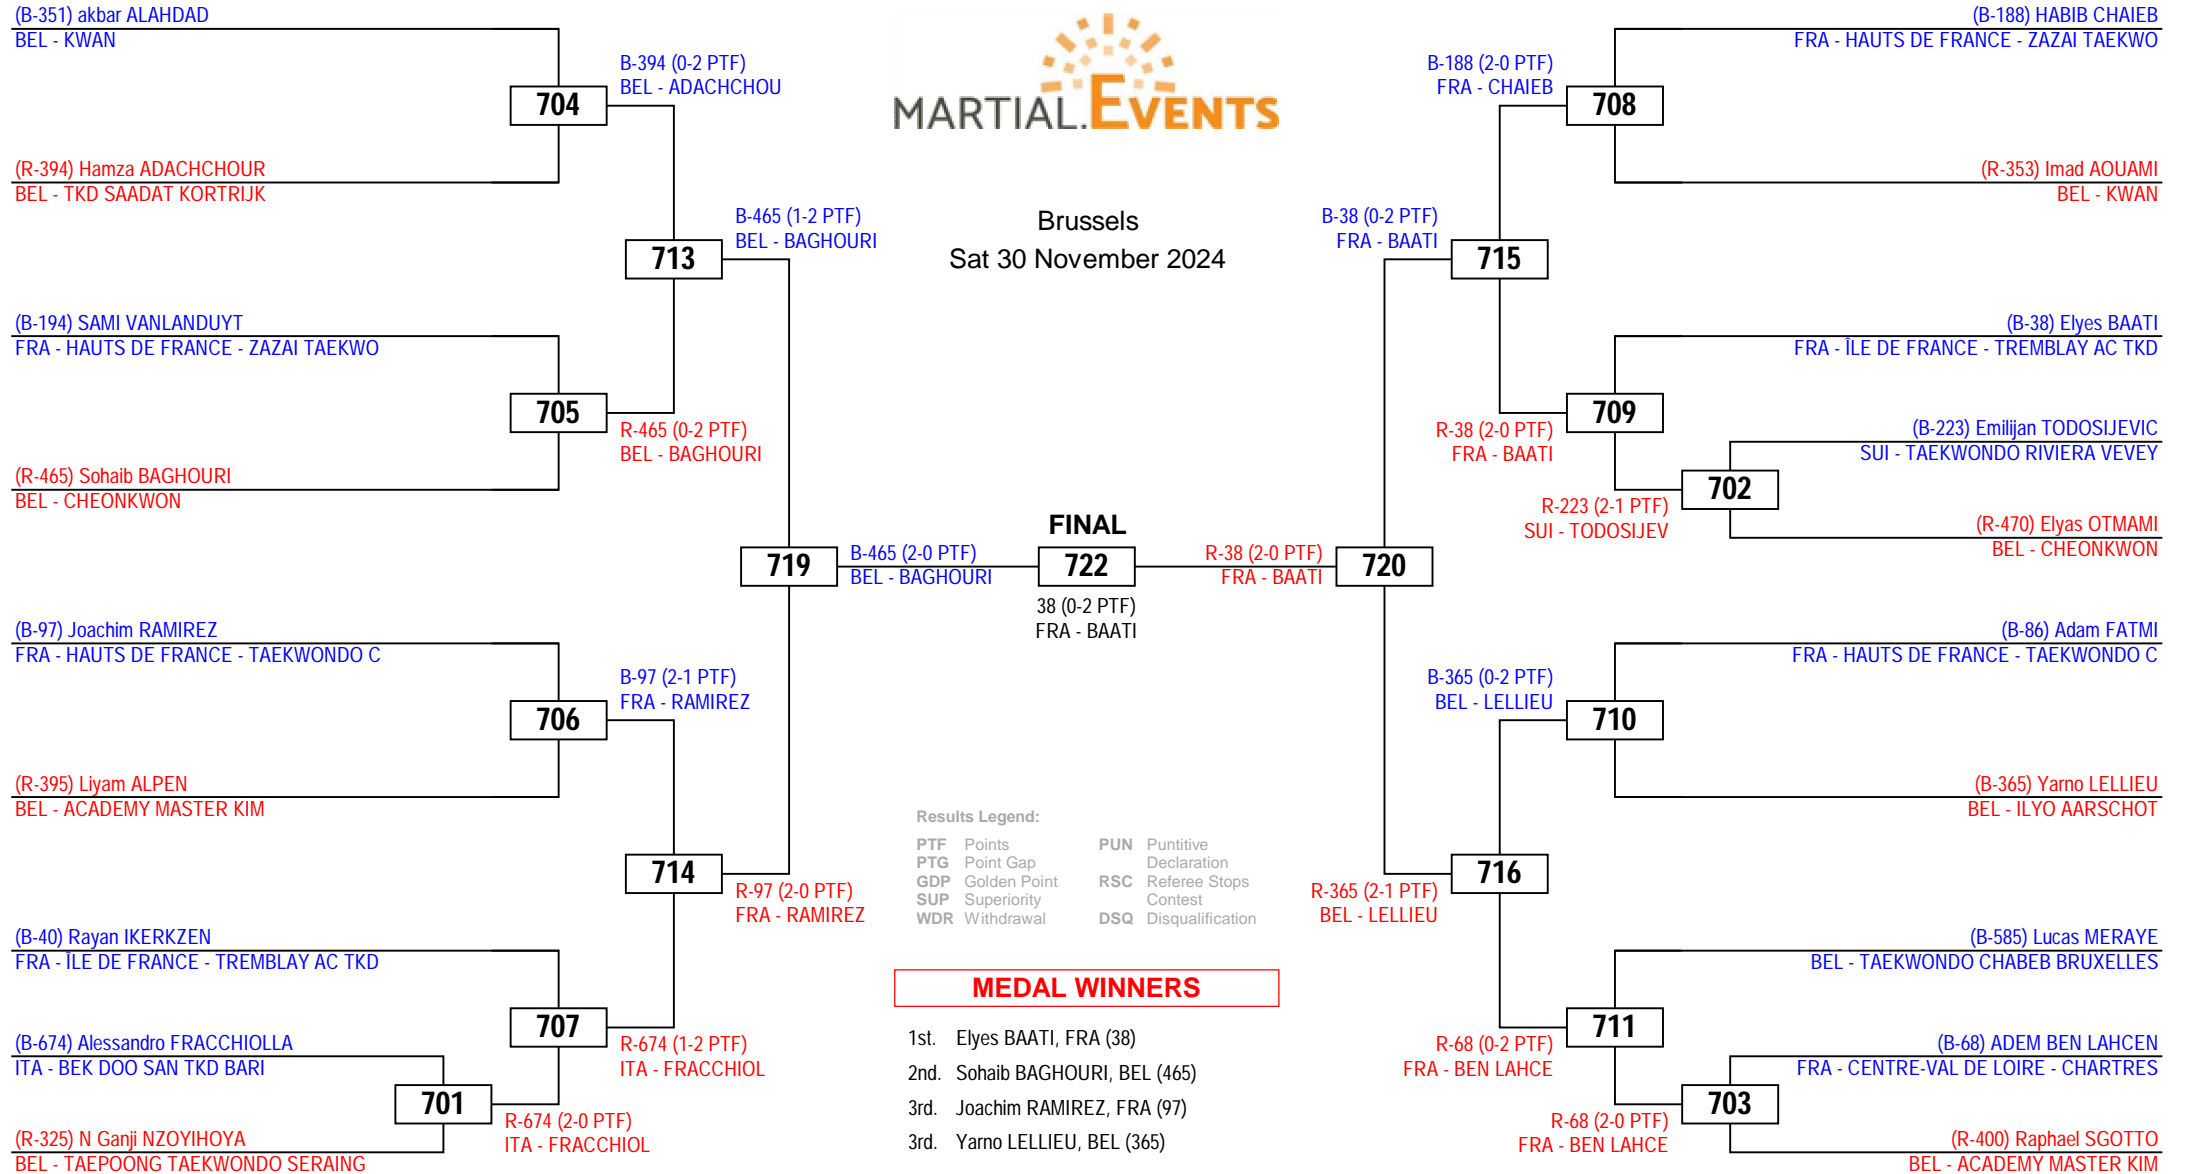 (B-351) akbar ALAHDAD
BEL - KWAN
704
B-394 (0-2 PTF)
BEL - ADACHCHOU
(R-394) Hamza ADACHCHOUR
BEL - TKD SAADAT KORTRIJK
713
B-465 (1-2 PTF)
BEL - BAGHOURI
(B-194) SAMI VANLANDUYT
FRA - HAUTS DE FRANCE - ZAZAI TAEKWO
705
R-465 (0-2 PTF)
BEL - BAGHOURI
(R-465) Sohaib BAGHOURI
BEL - CHEONKWON
719
B-465 (2-0 PTF)
BEL - BAGHOURI
(B-97) Joachim RAMIREZ
FRA - HAUTS DE FRANCE - TAEKWONDO C
706
B-97 (2-1 PTF)
FRA - RAMIREZ
(R-395) Liyam ALPEN
BEL - ACADEMY MASTER KIM
714
R-97 (2-0 PTF)
FRA - RAMIREZ
(B-40) Rayan IKERKZEN
FRA - ÎLE DE FRANCE - TREMBLAY AC TKD
707
R-674 (1-2 PTF)
ITA - FRACCHIOL
(B-674) Alessandro FRACCHIOLLA
ITA - BEK DOO SAN TKD BARI
701
R-674 (2-0 PTF)
ITA - FRACCHIOL
(R-325) N Ganji NZOYIHOYA
BEL - TAEPOONG TAEKWONDO SERAING
MARTIAL.EVENTS
Brussels
Sat 30 November 2024
FINAL
722
38 (0-2 PTF)
FRA - BAATI
Results Legend:
PTF Points
PTG Point Gap
GDP Golden Point
SUP Superiority
WDR Withdrawal
PUN Puntitive
Declaration
RSC Referee Stops
Contest
DSQ Disqualification
MEDAL WINNERS
1st. Elyes BAATI, FRA (38)
2nd. Sohaib BAGHOURI, BEL (465)
3rd. Joachim RAMIREZ, FRA (97)
3rd. Yarno LELLIEU, BEL (365)
(B-188) HABIB CHAIEB
FRA - HAUTS DE FRANCE - ZAZAI TAEKWO
B-188 (2-0 PTF)
FRA - CHAIEB
708
(R-353) Imad AOUAMI
BEL - KWAN
B-38 (0-2 PTF)
FRA - BAATI
715
(B-38) Elyes BAATI
FRA - ÎLE DE FRANCE - TREMBLAY AC TKD
709
R-38 (2-0 PTF)
FRA - BAATI
(B-223) Emilijan TODOSIJEVIC
SUI - TAEKWONDO RIVIERA VEVEY
702
R-223 (2-1 PTF)
SUI - TODOSIJEV
(R-470) Elyas OTMAMI
BEL - CHEONKWON
R-38 (2-0 PTF)
FRA - BAATI
720
(B-86) Adam FATMI
FRA - HAUTS DE FRANCE - TAEKWONDO C
B-365 (0-2 PTF)
BEL - LELLIEU
710
(B-365) Yarno LELLIEU
BEL - ILYO AARSCHOT
716
R-365 (2-1 PTF)
BEL - LELLIEU
(B-585) Lucas MERAYE
BEL - TAEKWONDO CHABEB BRUXELLES
711
R-68 (0-2 PTF)
FRA - BEN LAHCE
(B-68) ADEM BEN LAHCEN
FRA - CENTRE-VAL DE LOIRE - CHARTRES
703
R-68 (2-0 PTF)
FRA - BEN LAHCE
(R-400) Raphael SGOTTO
BEL - ACADEMY MASTER KIM